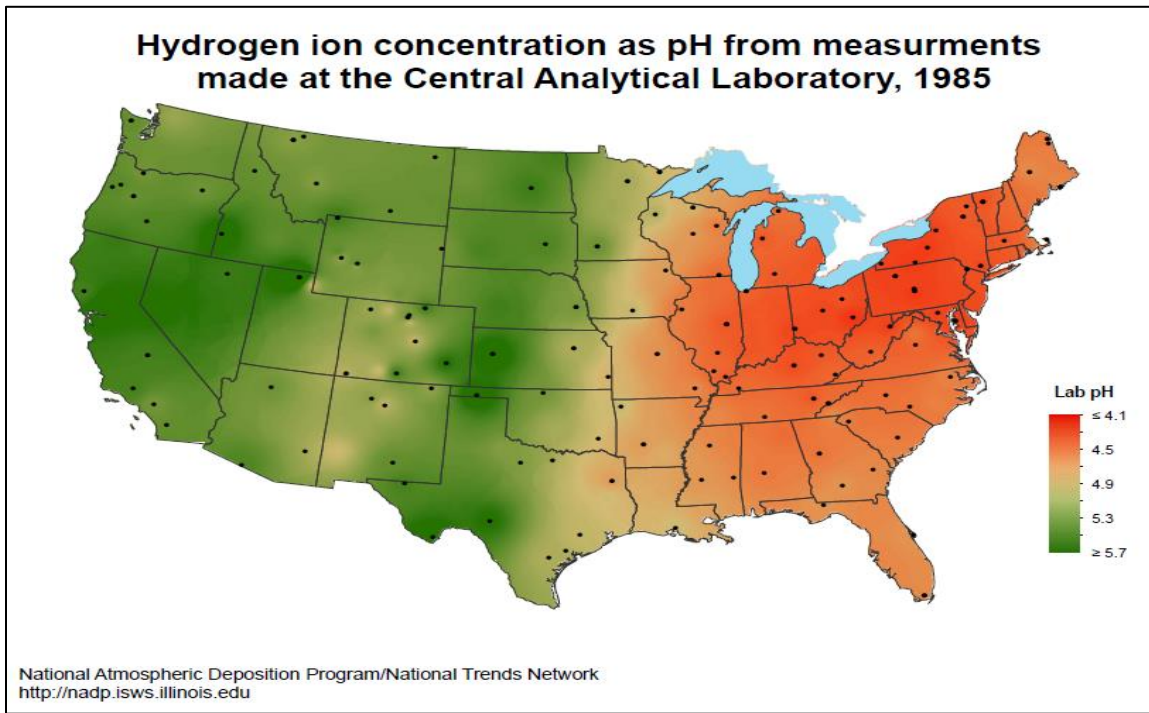 Hydrogen ion concentration as pH from measurments
made at the Central Analytical Laboratory, 1985
Lab pH
≤ 4.1
4.5
4.9
5.3
≥ 5.7
National Atmospheric Deposition Program/National Trends Network
http://nadp.isws.illinois.edu